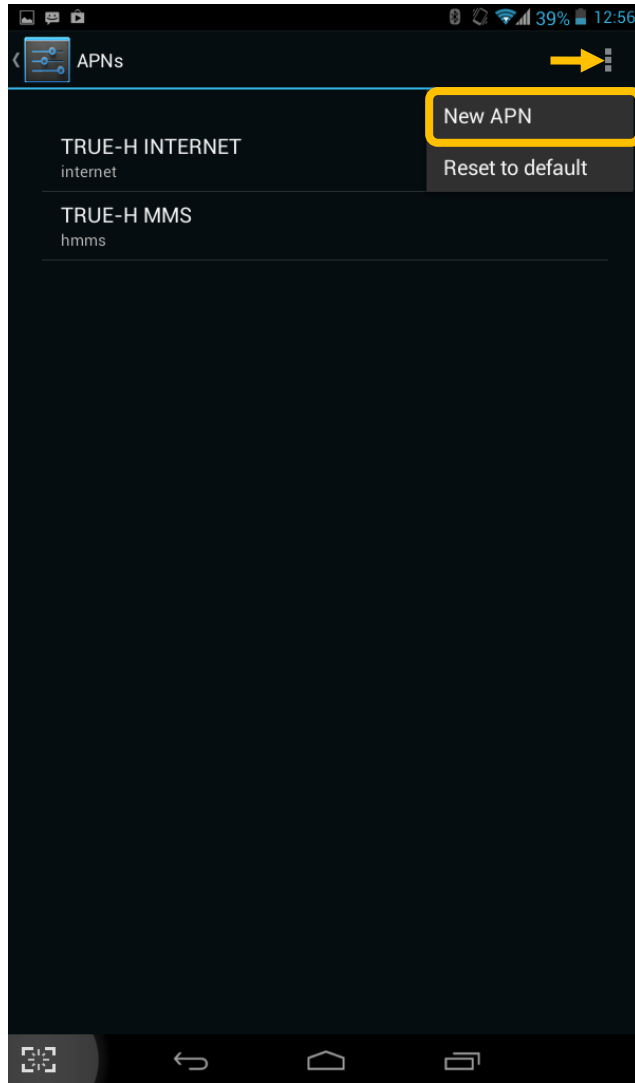 39% 12:56
APNs
New APN
TRUE-H INTERNET
internet
Reset to default
TRUE-H MMS
hmms